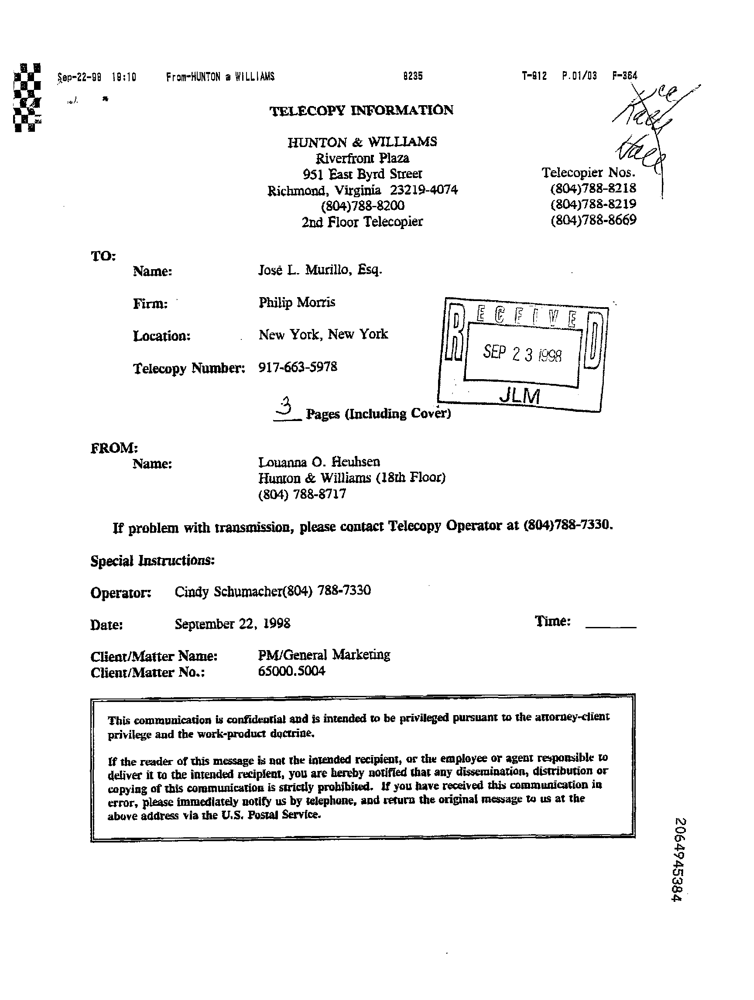 Sep-22-98 18:10 From-HUNTON & WILLIAMS 8235 T-912 P.01/03 F-364
cc
TELECOPY INFORMATION
HUNTON & WILLIAMS
Riverfront Plaza
951 East Byrd Street
Richmond, Virginia 23219-4074
(804)788-8200
2nd Floor Telecopier
Telecopier Nos.
(804)788-8218
(804)788-8219
(804)788-8669
TO:
Name: José L. Murillo, Esq.
Firm: Philip Morris
Location: New York, New York
Telecopy Number: 917-663-5978
RECEIVED
SEP 23 1998
JLM
3 Pages (Including Cover)
FROM:
Name: Louanna O. Heuhsen
Hunton & Williams (18th Floor)
(804) 788-8717
If problem with transmission, please contact Telecopy Operator at (804)788-7330.
Special Instructions:
Operator: Cindy Schumacher(804) 788-7330
Date: September 22, 1998 Time:
Client/Matter Name: PM/General Marketing
Client/Matter No.: 65000.5004
This communication is confidential and is intended to be privileged pursuant to the attorney-client
privilege and the work-product doctrine.
If the reader of this message is not the intended recipient, or the employee or agent responsible to
deliver it to the intended recipient, you are hereby notified that any dissemination, distribution or
copying of this communication is strictly prohibited. If you have received this communication in
error, please immediately notify us by telephone, and return the original message to us at the
above address via the U.S. Postal Service.
2064945384